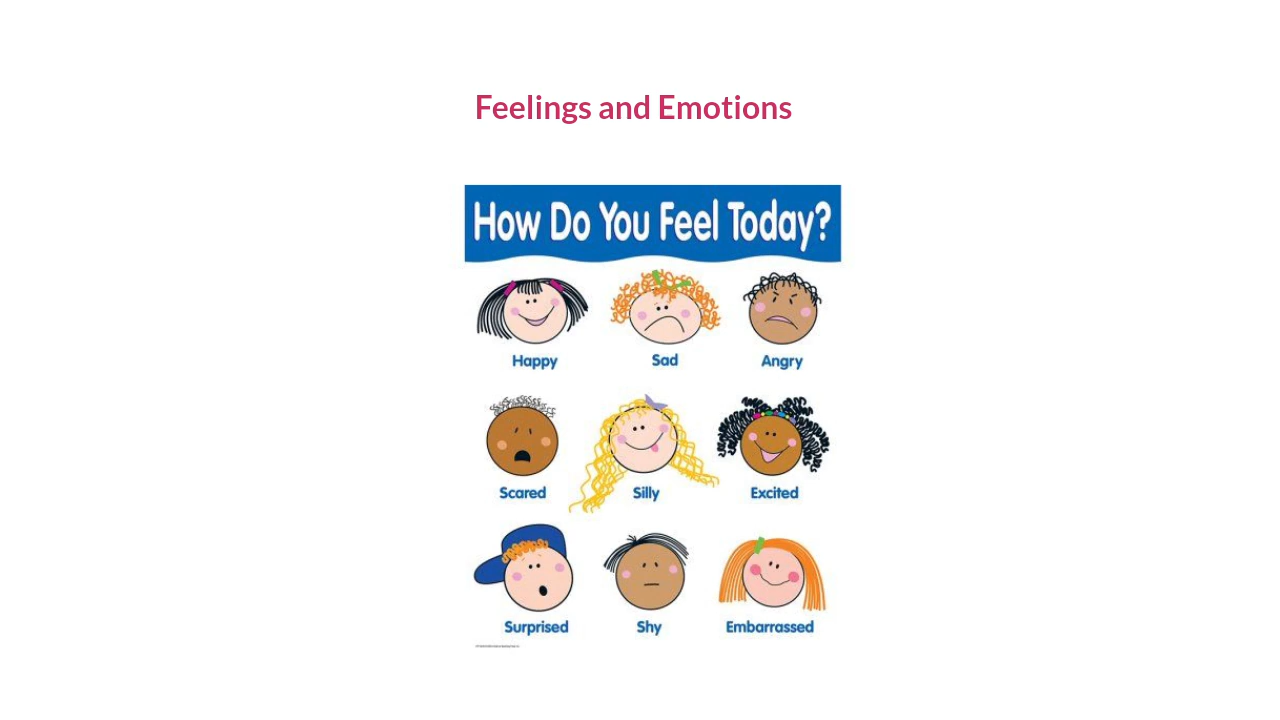 Feelings and Emotions
How Do You Feel Today?
Happy Sad Angry
Scared Silly Excited
Surprised Shy Embarrassed